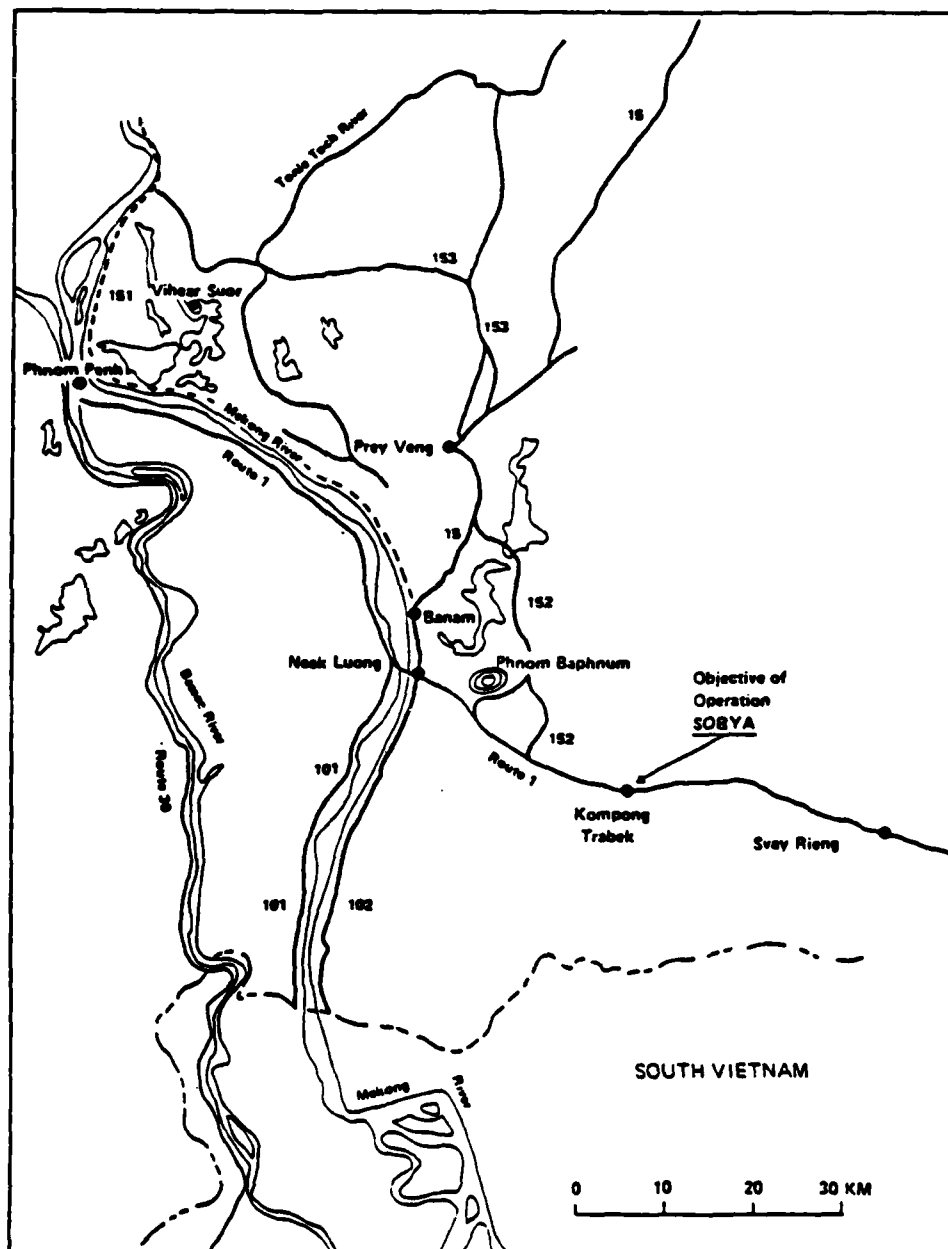 15
Tonle Toch River
153
151
Vihear Suor
153
Phnom Penh
Mekong River
Route 1
Prey Veng
15
152
Banam
Phnom Baphnum
Neak Luong
Objective of
Operation
SORYA
Bassac River
Route 30
101
152
Route 1
Kompong
Trabek
Svay Rieng
101
102
SOUTH VIETNAM
Mekong
River
0 10 20 30 KM